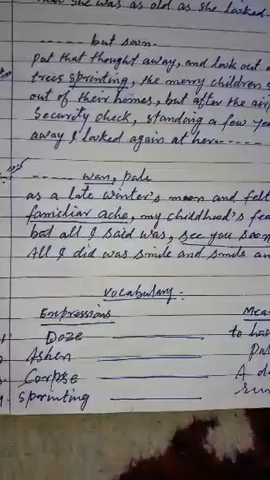 that she was as old as she looked
---------- but soon.
put that thought away, and look out
trees sprinting, the merry children
out of their homes, but after the
Security check, standing a few
away I looked again at her-----
------ wan, pale
as a late winter's moon and felt
familiar ache, my childhood's
but all I said was, see you soon
All I did was smile and smile
Vocabulary:
Expressions
Doze ————
Ashen ————
Corpse ———— A
Sprinting ————